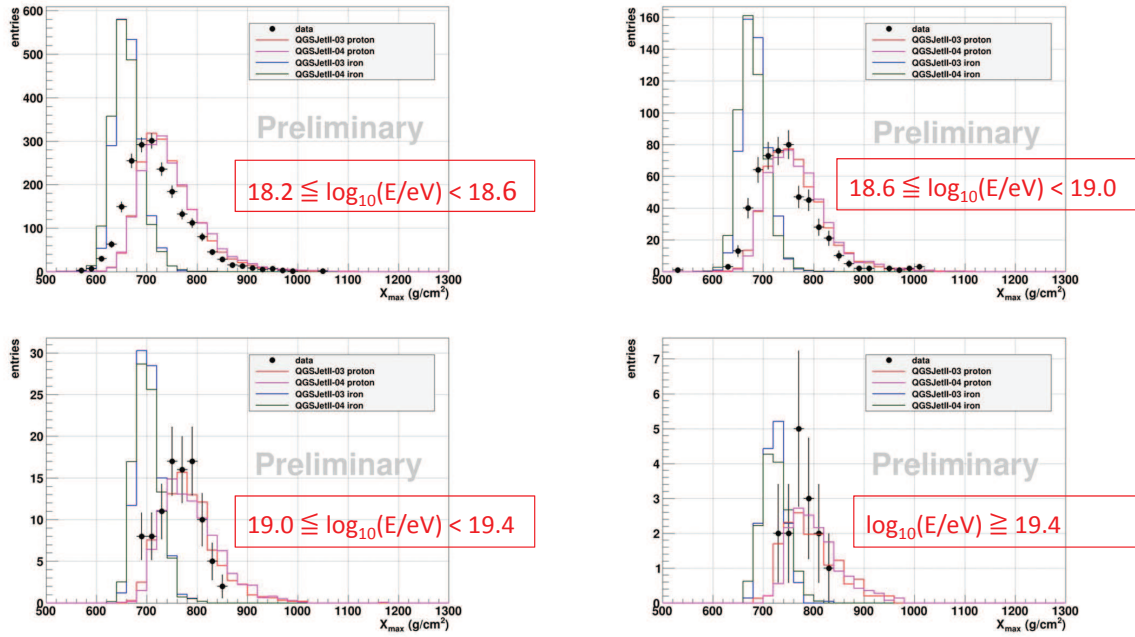 entries
600
500
400
300
200
100
0
data
QGSJetII-03 proton
QGSJetII-04 proton
QGSJetII-03 iron
QGSJetII-04 iron
Preliminary
18.2 ≦ log₁₀(E/eV) < 18.6
500 600 700 800 900 1000 1100 1200 1300
Xmax (g/cm²)
entries
160
140
120
100
80
60
40
20
0
data
QGSJetII-03 proton
QGSJetII-04 proton
QGSJetII-03 iron
QGSJetII-04 iron
Preliminary
18.6 ≦ log₁₀(E/eV) < 19.0
500 600 700 800 900 1000 1100 1200 1300
Xmax (g/cm²)
entries
30
25
20
15
10
5
0
data
QGSJetII-03 proton
QGSJetII-04 proton
QGSJetII-03 iron
QGSJetII-04 iron
Preliminary
19.0 ≦ log₁₀(E/eV) < 19.4
500 600 700 800 900 1000 1100 1200 1300
Xmax (g/cm²)
entries
7
6
5
4
3
2
1
0
data
QGSJetII-03 proton
QGSJetII-04 proton
QGSJetII-03 iron
QGSJetII-04 iron
Preliminary
log₁₀(E/eV) ≧ 19.4
500 600 700 800 900 1000 1100 1200 1300
Xmax (g/cm²)